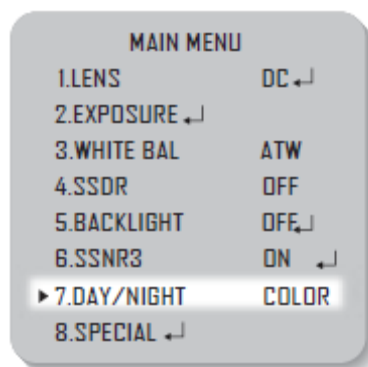 MAIN MENU
1.LENS DC↵
2.EXPOSURE ↵
3.WHITE BAL ATW
4.SSDR OFF
5.BACKLIGHT OFF↵
6.SSNR3 ON ↵
▶7.DAY/NIGHT COLOR
8.SPECIAL ↵